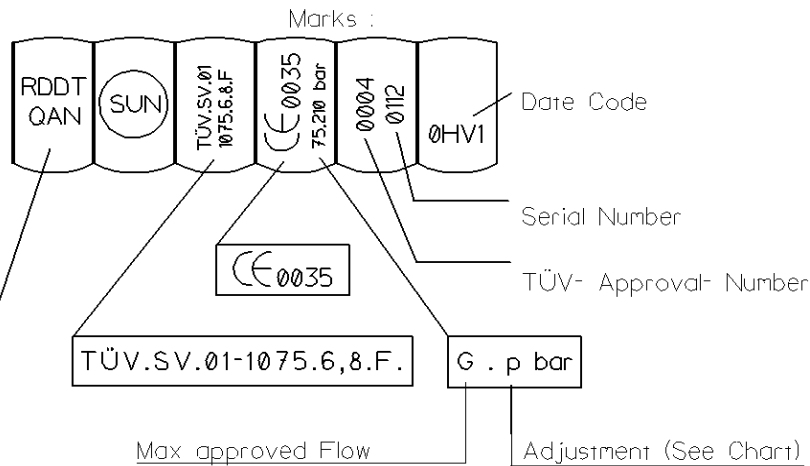 Marks :
RDDT
QAN
SUN
TÜV.SV.01
1075.6.8.F
CE 0035
75.210 bar
0004
0112
0HV1
Date Code
Serial Number
TÜV- Approval- Number
CE 0035
TÜV.SV.01-1075.6,8.F.
G . p bar
Max approved Flow
Adjustment (See Chart)